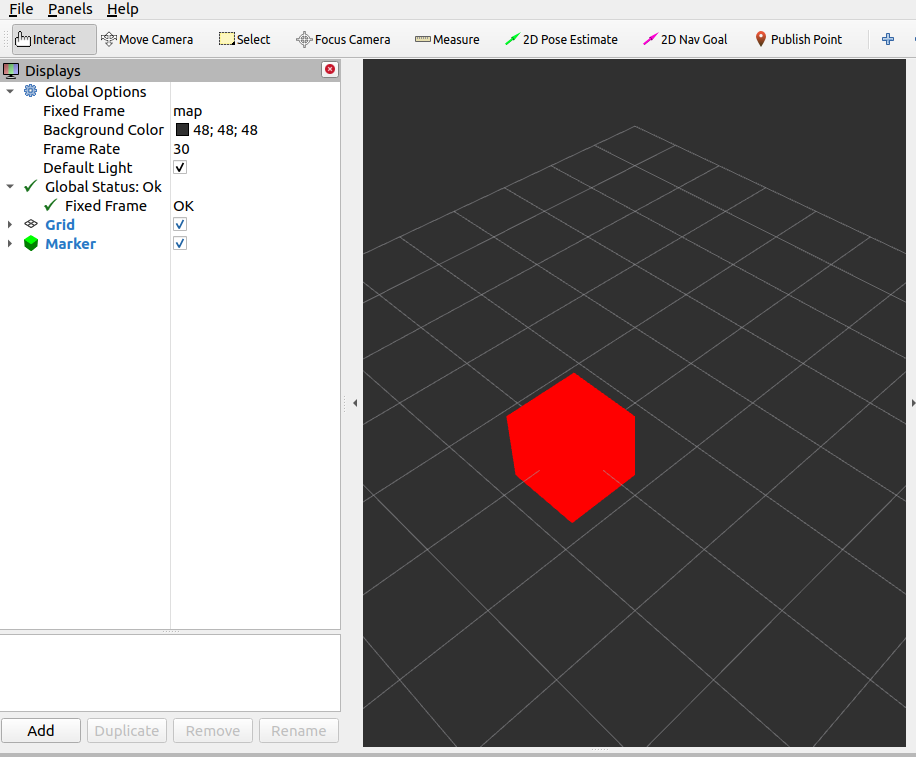 File Panels Help
Interact Move Camera Select Focus Camera Measure 2D Pose Estimate 2D Nav Goal Publish Point
Displays
Global Options
Fixed Frame map
Background Color 48; 48; 48
Frame Rate 30
Default Light
Global Status: Ok
Fixed Frame OK
Grid
Marker
Add Duplicate Remove Rename